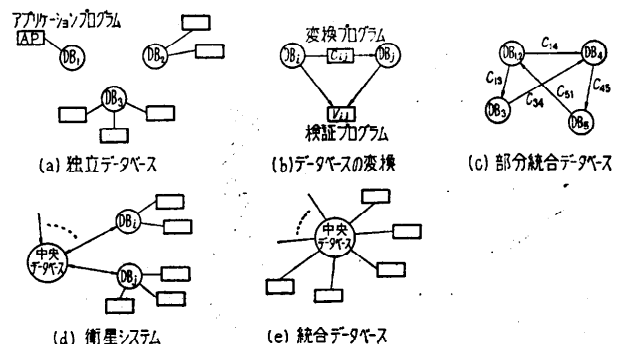 アプリケーションプログラム
AP
DB1
DB2
DB3
(a) 独立データベース
変換プログラム
DBi
Cij
DBj
Vij
検証プログラム
(b)データベースの変換
DB1,2
C14
DB4
C13
C34
C51
C45
DB3
DB5
(c) 部分統合データベース
中央
データベース
DBi
DBj
(d) 衛星システム
中央
データベース
(e) 統合データベース